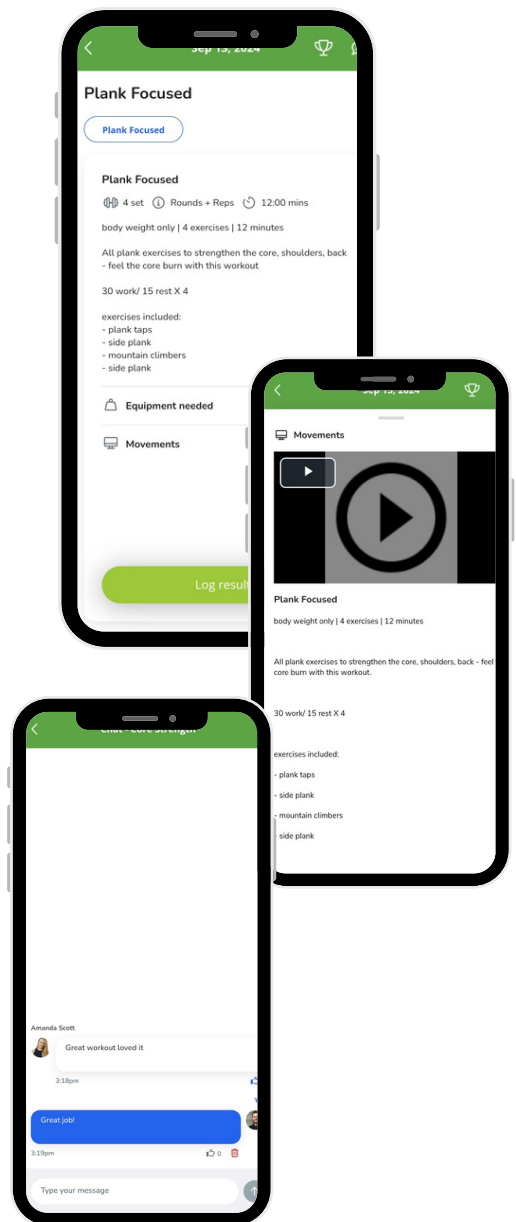 Sep 13, 2024
Plank Focused
Plank Focused
Plank Focused
4 set Rounds + Reps 12:00 mins
body weight only | 4 exercises | 12 minutes
All plank exercises to strengthen the core, shoulders, back
- feel the core burn with this workout
30 work/ 15 rest X 4
exercises included:
- plank taps
- side plank
- mountain climbers
- side plank
Equipment needed
Movements
Log result
Sep 13, 2024
Movements
Plank Focused
body weight only | 4 exercises | 12 minutes
All plank exercises to strengthen the core, shoulders, back - feel
core burn with this workout.
30 work/ 15 rest X 4
exercises included:
- plank taps
- side plank
- mountain climbers
- side plank
Chat - Core Strength
Amanda Scott
Great workout loved it
3:18pm
Great job!
3:19pm
0
Type your message